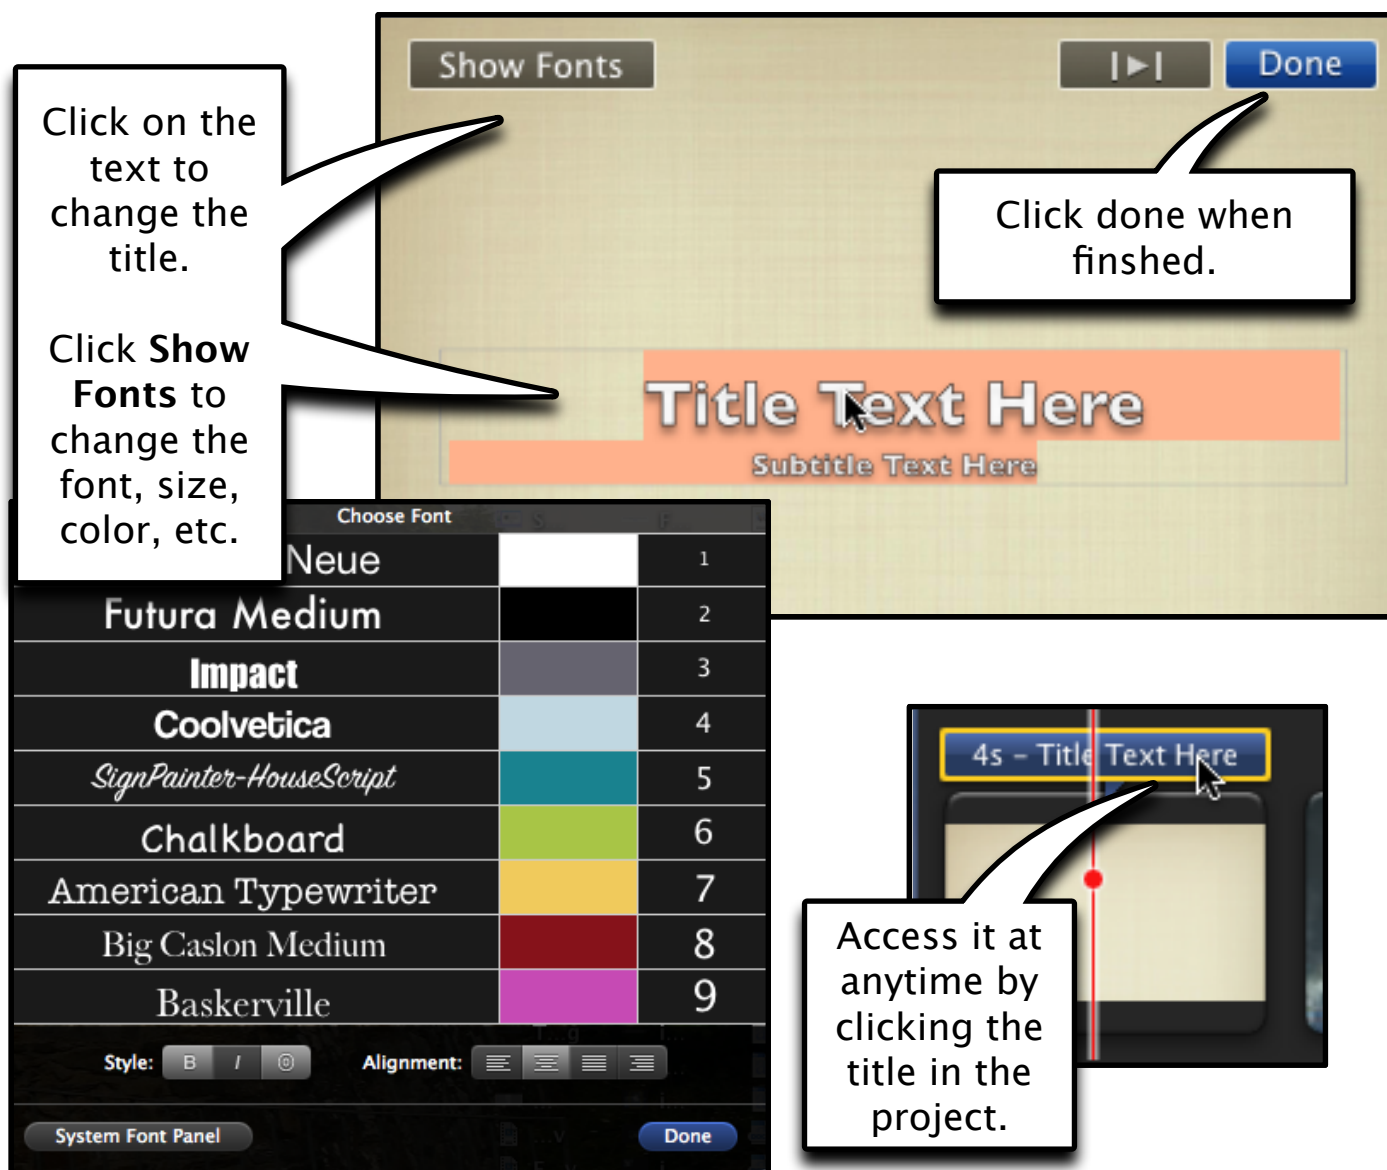 Show Fonts
Done
Click on the
text to
change the
title.
Click Show
Fonts to
change the
font, size,
color, etc.
Click done when
finshed.
Title Text Here
Subtitle Text Here
Choose Font
Neue 1
Futura Medium 2
Impact 3
Coolvetica 4
SignPainter-HouseScript 5
Chalkboard 6
American Typewriter 7
Big Caslon Medium 8
Baskerville 9
Style: B I Alignment:
System Font Panel Done
4s – Title Text Here
Access it at
anytime by
clicking the
title in the
project.